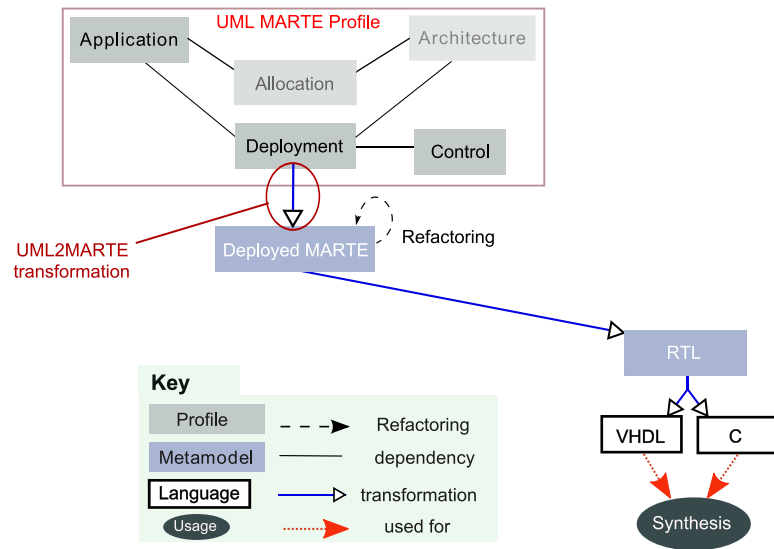 UML MARTE Profile
Application
Architecture
Allocation
Deployment
Control
UML2MARTE
transformation
Deployed MARTE
Refactoring
RTL
VHDL
C
Synthesis
Key
Profile
Refactoring
Metamodel
dependency
Language
transformation
Usage
used for